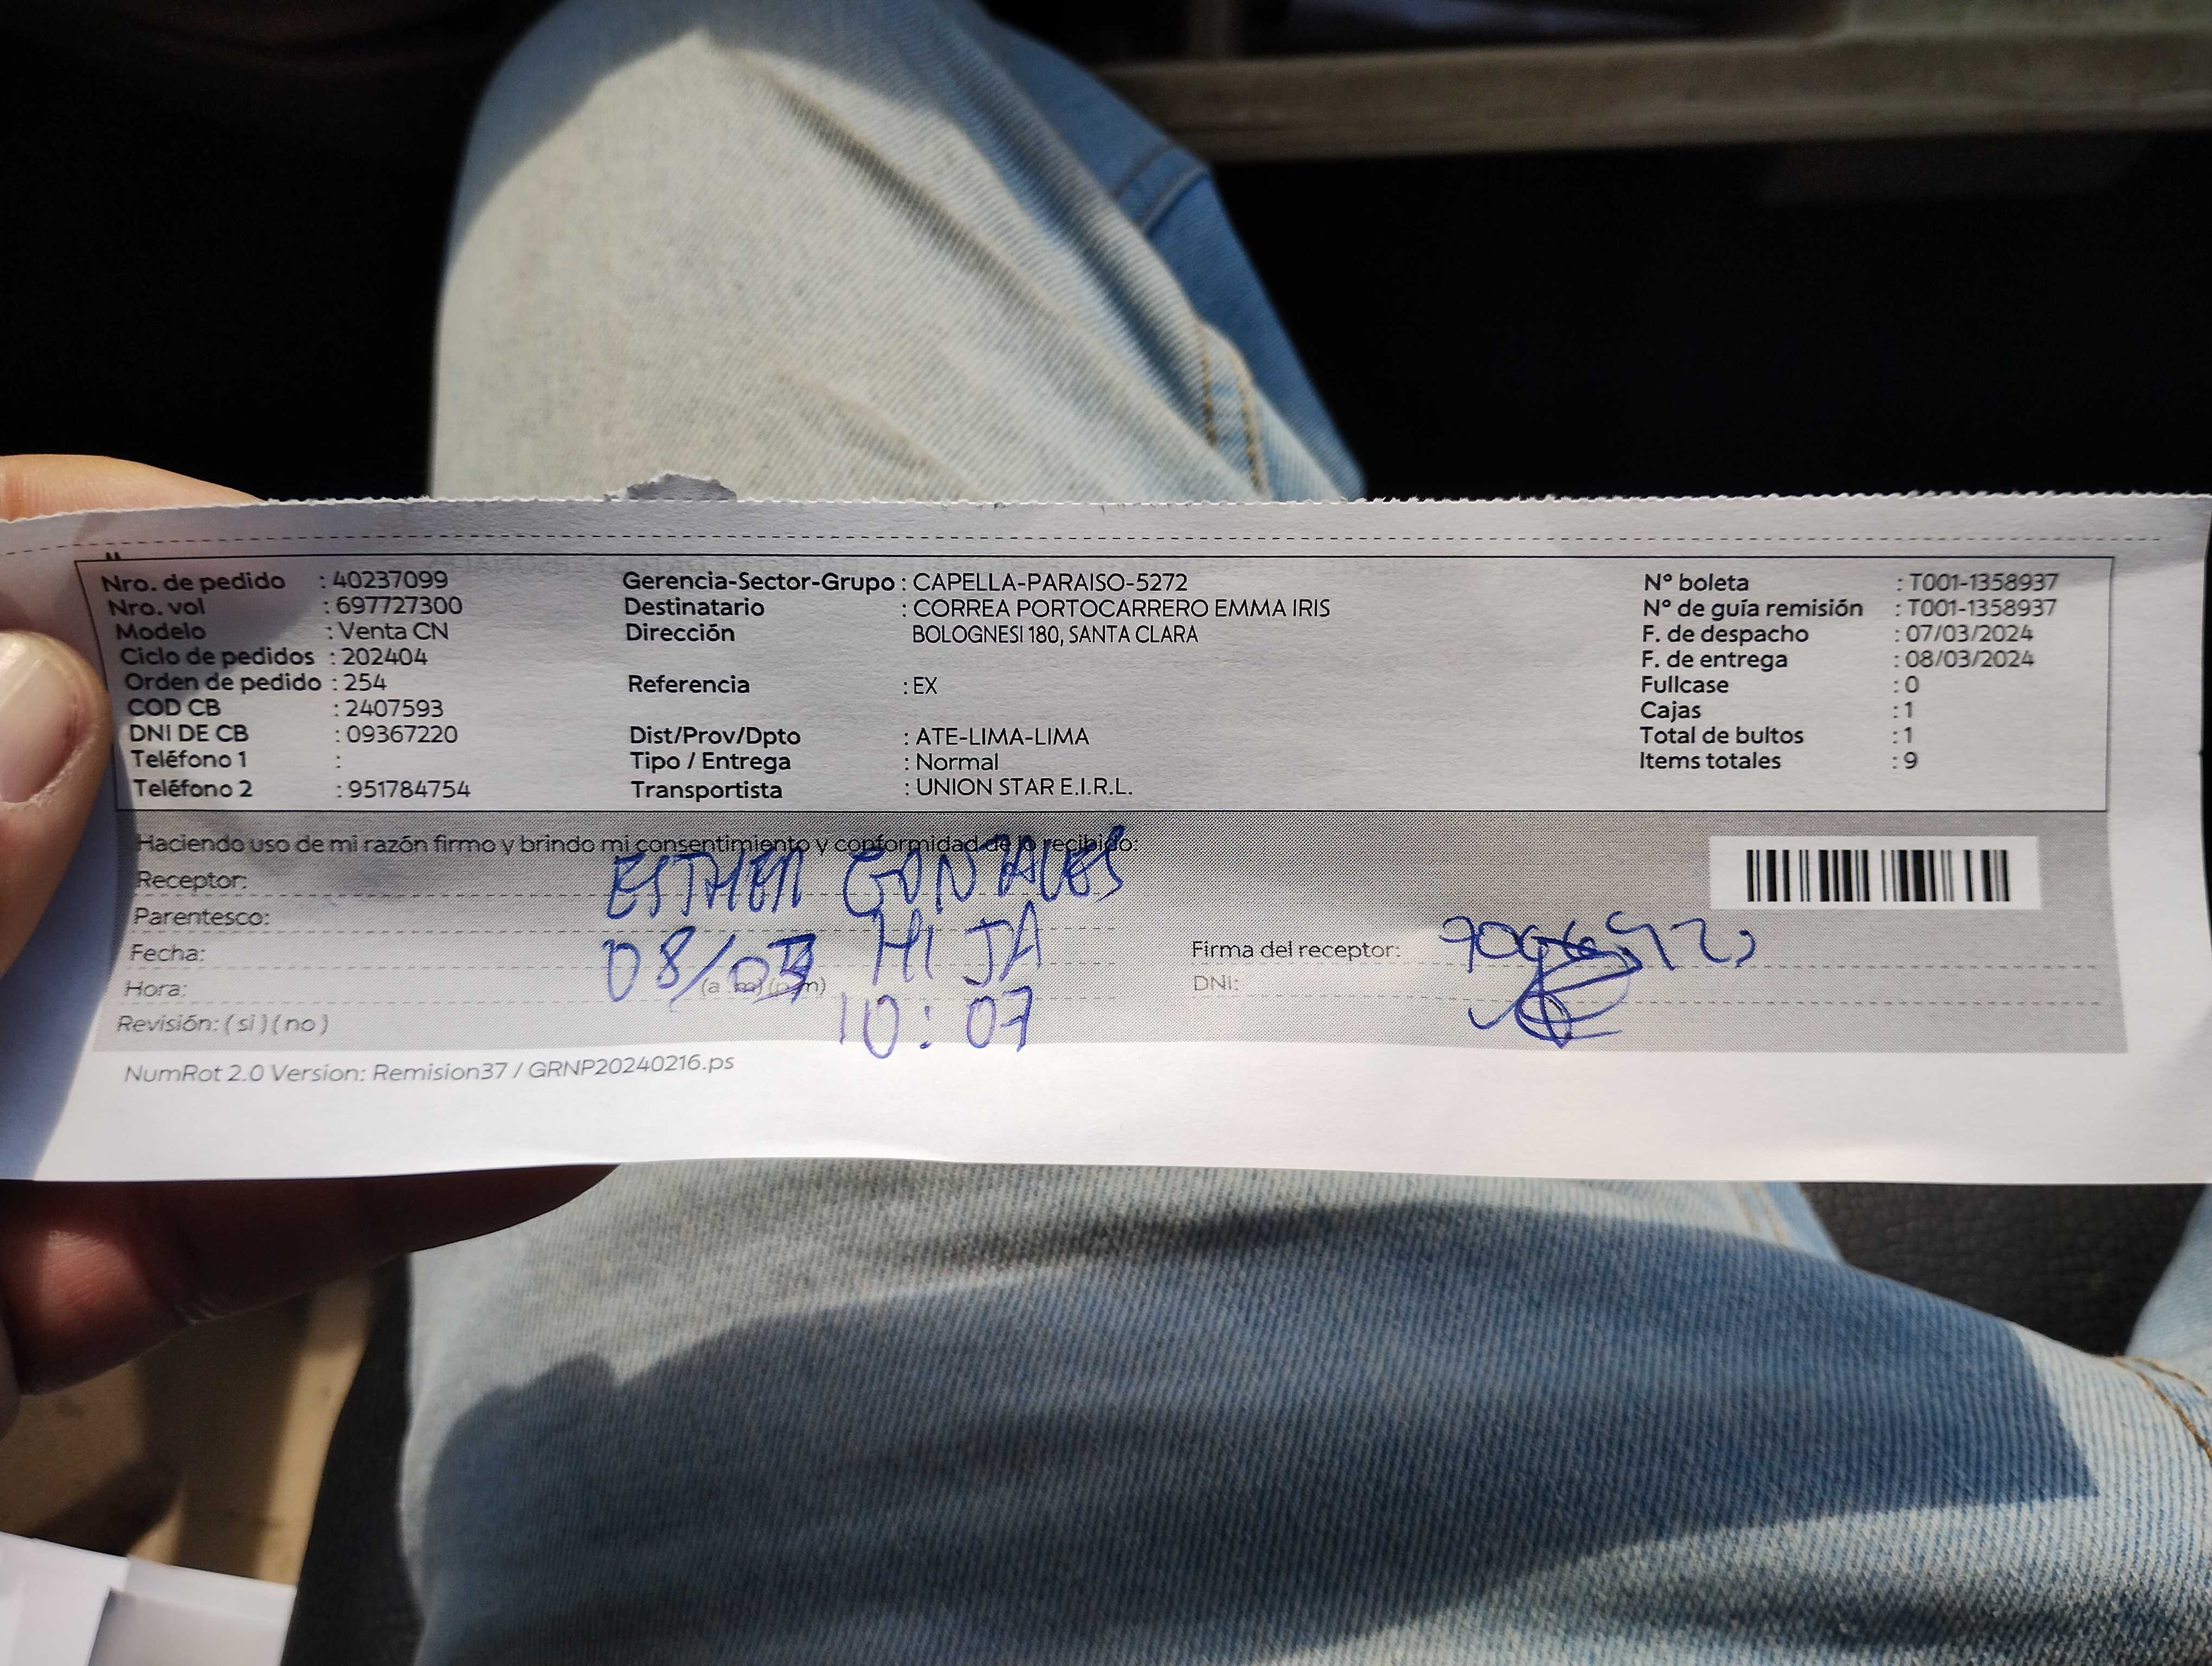 Nro. de pedido : 40237099 Gerencia-Sector-Grupo : CAPELLA-PARAISO-5272 N° boleta : T001-1358937
Nro. vol : 697727300 Destinatario : CORREA PORTOCARRERO EMMA IRIS N° de guía remisión : T001-1358937
Modelo : Venta CN Dirección BOLOGNESI 180, SANTA CLARA F. de despacho : 07/03/2024
Ciclo de pedidos : 202404 F. de entrega : 08/03/2024
Orden de pedido : 254 Referencia : EX Fullcase : 0
COD CB : 2407593 Cajas : 1
DNI DE CB : 09367220 Dist/Prov/Dpto : ATE-LIMA-LIMA Total de bultos : 1
Teléfono 1 : Tipo / Entrega : Normal Items totales : 9
Teléfono 2 : 951784754 Transportista : UNION STAR E.I.R.L.
Haciendo uso de mi razón firmo y brindo mi consentimiento y conformidad de lo recibido:
Receptor: ESTHER GONZALES
Parentesco: HIJA
Fecha: 08/03 Firma del receptor:
Hora: (a .m) (p.m) 10:07 DNI:
Revisión: ( si ) ( no )
NumRot 2.0 Version: Remision37 / GRNP20240216.ps